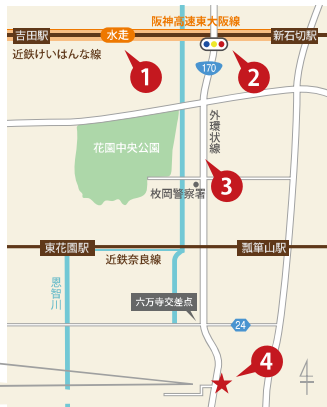 阪神高速東大阪線
吉田駅
水走
新石切駅
近鉄けいはんな線
1
2
170
外環状線
花園中央公園
3
枚岡警察署
東花園駅
瓢箪山駅
近鉄奈良線
恩智川
六万寺交差点
24
4